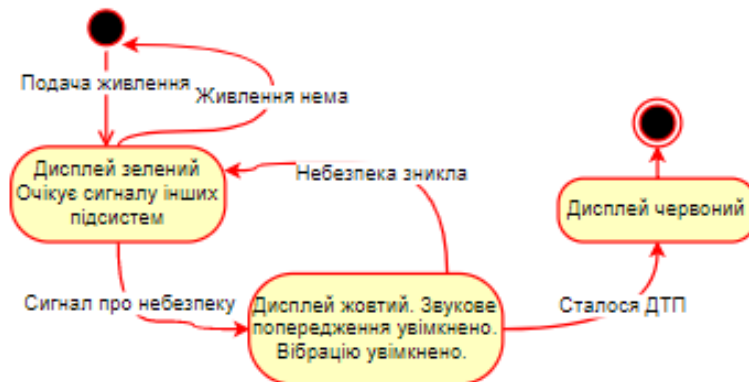 Подача живлення
Живлення нема
Дисплей зелений
Очікує сигналу інших
підсистем
Небезпека зникла
Дисплей червоний
Сигнал про небезпеку
Дисплей жовтий. Звукове
попередження увімкнено.
Вібрацію увімкнено.
Сталося ДТП